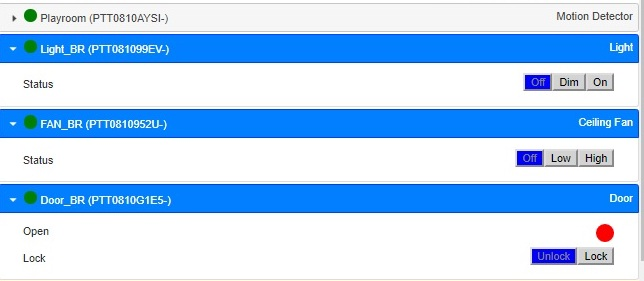 Playroom (PTT0810AYSI-) Motion Detector
Light_BR (PTT081099EV-) Light
Status Off Dim On
FAN_BR (PTT0810952U-) Ceiling Fan
Status Off Low High
Door_BR (PTT0810G1E5-) Door
Open
Lock Unlock Lock